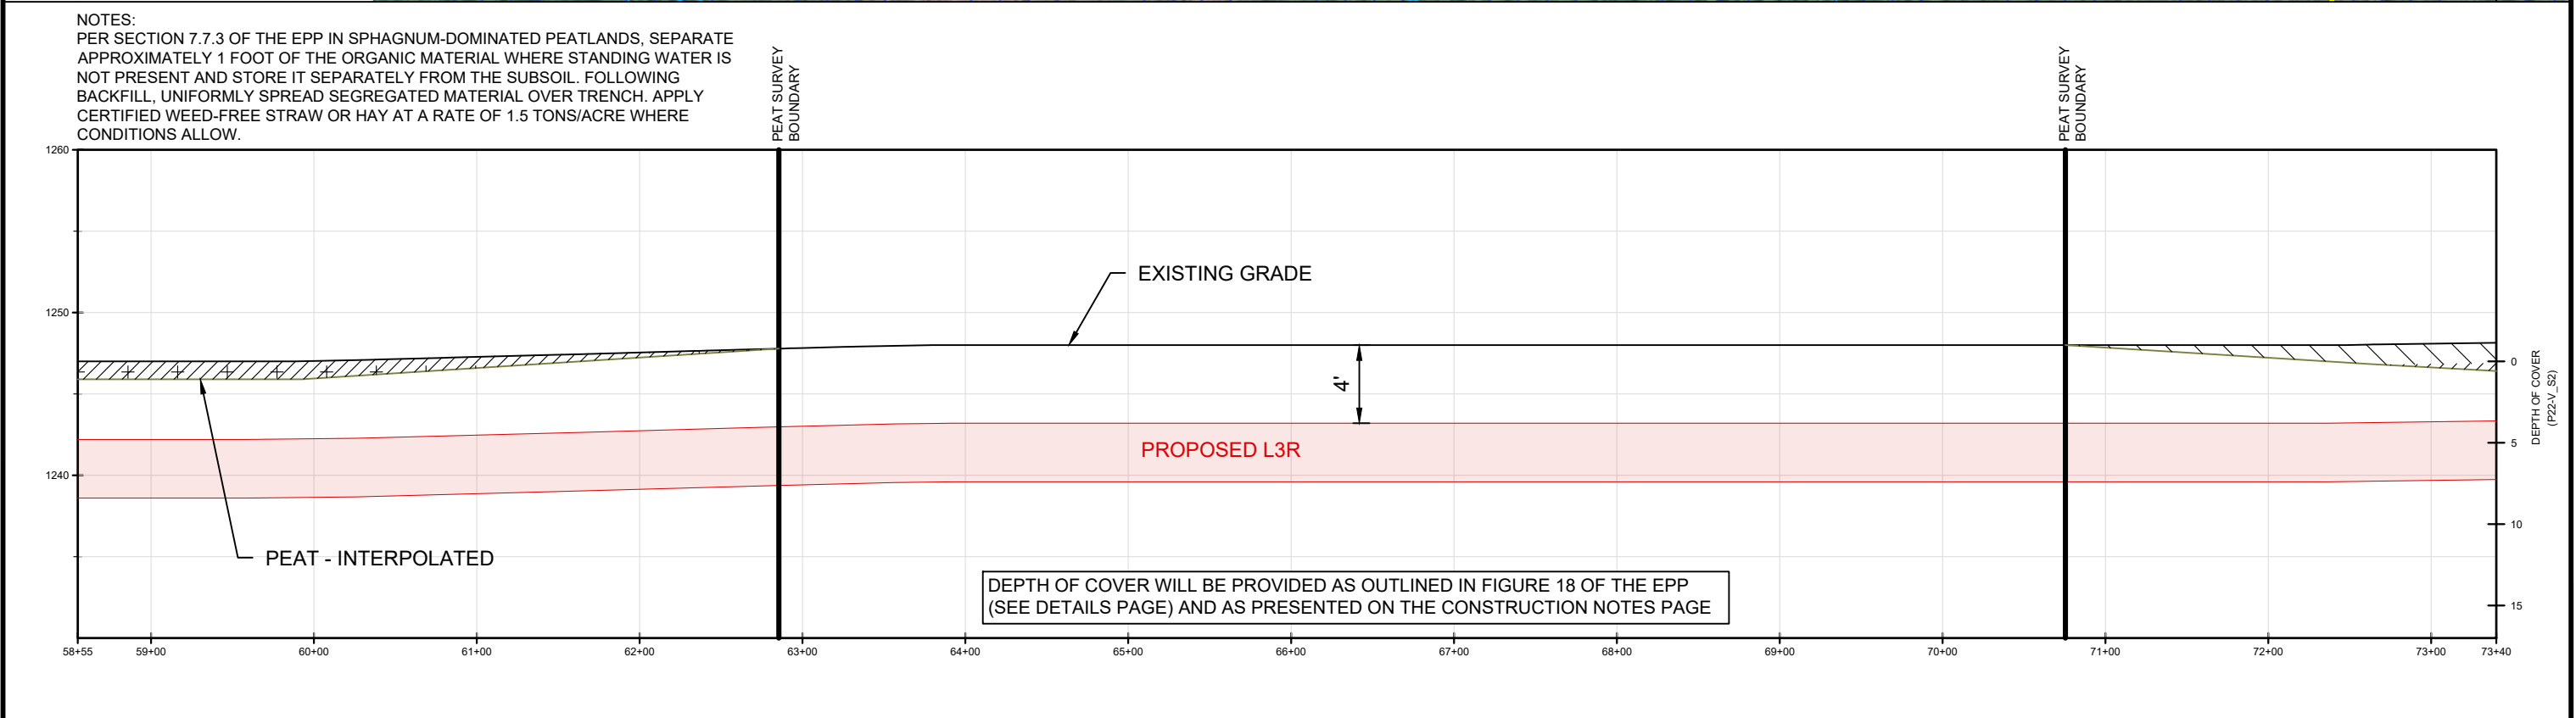 NOTES:
PER SECTION 7.7.3 OF THE EPP IN SPHAGNUM-DOMINATED PEATLANDS, SEPARATE
APPROXIMATELY 1 FOOT OF THE ORGANIC MATERIAL WHERE STANDING WATER IS
NOT PRESENT AND STORE IT SEPARATELY FROM THE SUBSOIL. FOLLOWING
BACKFILL, UNIFORMLY SPREAD SEGREGATED MATERIAL OVER TRENCH. APPLY
CERTIFIED WEED-FREE STRAW OR HAY AT A RATE OF 1.5 TONS/ACRE WHERE
CONDITIONS ALLOW.
PEAT SURVEY
BOUNDARY
PEAT SURVEY
BOUNDARY
1260
1250
1240
EXISTING GRADE
4'
PROPOSED L3R
PEAT - INTERPOLATED
DEPTH OF COVER WILL BE PROVIDED AS OUTLINED IN FIGURE 18 OF THE EPP
(SEE DETAILS PAGE) AND AS PRESENTED ON THE CONSTRUCTION NOTES PAGE
0
5
10
15
DEPTH OF COVER
(P22-V_S2)
58+55
59+00
60+00
61+00
62+00
63+00
64+00
65+00
66+00
67+00
68+00
69+00
70+00
71+00
72+00
73+00
73+40